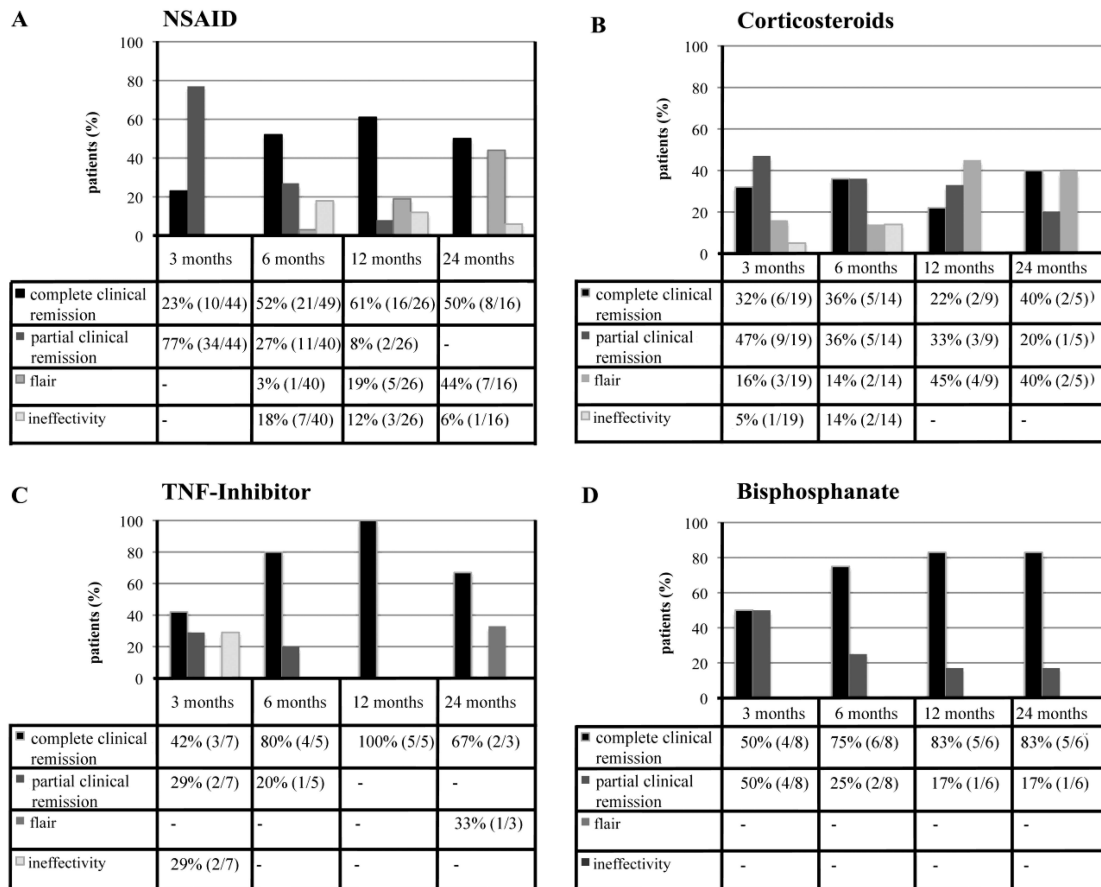 A
NSAID
100
80
60
40
20
0
patients (%)
3 months 6 months 12 months 24 months
complete clinical remission 23% (10/44) 52% (21/49) 61% (16/26) 50% (8/16)
partial clinical remission 77% (34/44) 27% (11/40) 8% (2/26) -
flair - 3% (1/40) 19% (5/26) 44% (7/16)
ineffectivity - 18% (7/40) 12% (3/26) 6% (1/16)
B
Corticosteroids
100
80
60
40
20
0
patients (%)
3 months 6 months 12 months 24 months
complete clinical remission 32% (6/19) 36% (5/14) 22% (2/9) 40% (2/5))
partial clinical remission 47% (9/19) 36% (5/14) 33% (3/9) 20% (1/5))
flair 16% (3/19) 14% (2/14) 45% (4/9) 40% (2/5))
ineffectivity 5% (1/19) 14% (2/14) - -
C
TNF-Inhibitor
100
80
60
40
20
0
patients (%)
3 months 6 months 12 months 24 months
complete clinical remission 42% (3/7) 80% (4/5) 100% (5/5) 67% (2/3)
partial clinical remission 29% (2/7) 20% (1/5) - -
flair - - - 33% (1/3)
ineffectivity 29% (2/7) - - -
D
Bisphosphanate
100
80
60
40
20
0
patients (%)
3 months 6 months 12 months 24 months
complete clinical remission 50% (4/8) 75% (6/8) 83% (5/6) 83% (5/6)
partial clinical remission 50% (4/8) 25% (2/8) 17% (1/6) 17% (1/6)
flair - - - -
ineffectivity - - - -